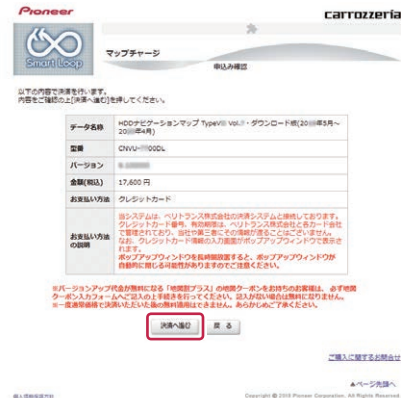 Pioneer
carrozzeria
Smart Loop
マップチャージ
申込み確認
以下の内容で決済を行います。
内容をご確認の上[決済へ進む]を押してください。
データ名称
HDDナビゲーションマップ TypeⅧ Vol. ・ダウンロード版(20 年5月～
20 年4月)
型番
CNVU- 00DL
バージョン
金額(税込)
17,600 円
お支払い方法
クレジットカード
お支払い方法
の説明
当システムは、ベリトランス株式会社の決済システムと接続しております。
クレジットカード番号、有効期限は、ベリトランス株式会社と各カード会社
で管理されており、当社や第三者にその情報が渡ることはございません。
なお、クレジットカード情報の入力画面がポップアップウィンドウで表示さ
れます。
ポップアップウィンドウを長時間放置すると、ポップアップウィンドウが
自動的に閉じる可能性がありますのでご注意ください。
※バージョンアップ代金が無料になる「地図割プラス」の地図クーポンをお持ちのお客様は、必ず地図
クーポン入力フォームへご記入の上手続きを行ってください。記入がない場合は無料になりません。
※一度通常価格で決済いただいた後の無料適用はできません。あらかじめご了承ください。
決済へ進む
戻 る
ご購入に関するお問合せ
▲ページ先頭へ
個人情報保護方針
Copyright © Pioneer Corporation. All Rights Reserved.